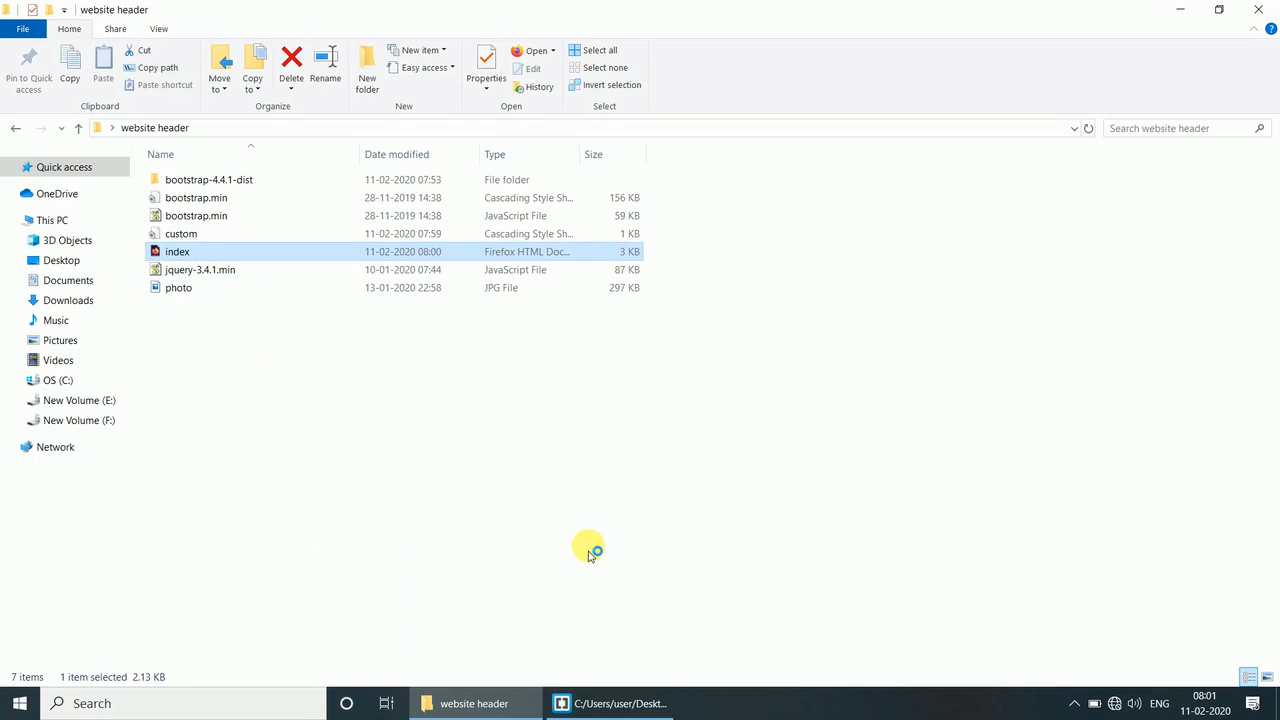 website header
File Home Share View
Pin to Quick access
Copy
Paste
Cut
Copy path
Paste shortcut
Clipboard
Move to
Copy to
Delete
Rename
Organize
New folder
New item
Easy access
New
Properties
Open
Edit
History
Open
Select all
Select none
Invert selection
Select
website header
Search website header
Name Date modified Type Size
bootstrap-4.4.1-dist 11-02-2020 07:53 File folder
bootstrap.min 28-11-2019 14:38 Cascading Style Sh... 156 KB
bootstrap.min 28-11-2019 14:38 JavaScript File 59 KB
custom 11-02-2020 07:59 Cascading Style Sh... 1 KB
index 11-02-2020 08:00 Firefox HTML Doc... 3 KB
jquery-3.4.1.min 10-01-2020 07:44 JavaScript File 87 KB
photo 13-01-2020 22:58 JPG File 297 KB
Quick access
OneDrive
This PC
3D Objects
Desktop
Documents
Downloads
Music
Pictures
Videos
OS (C:)
New Volume (E:)
New Volume (F:)
Network
7 items 1 item selected 2.13 KB
Search
website header
C:/Users/user/Deskt...
ENG
08:01
11-02-2020